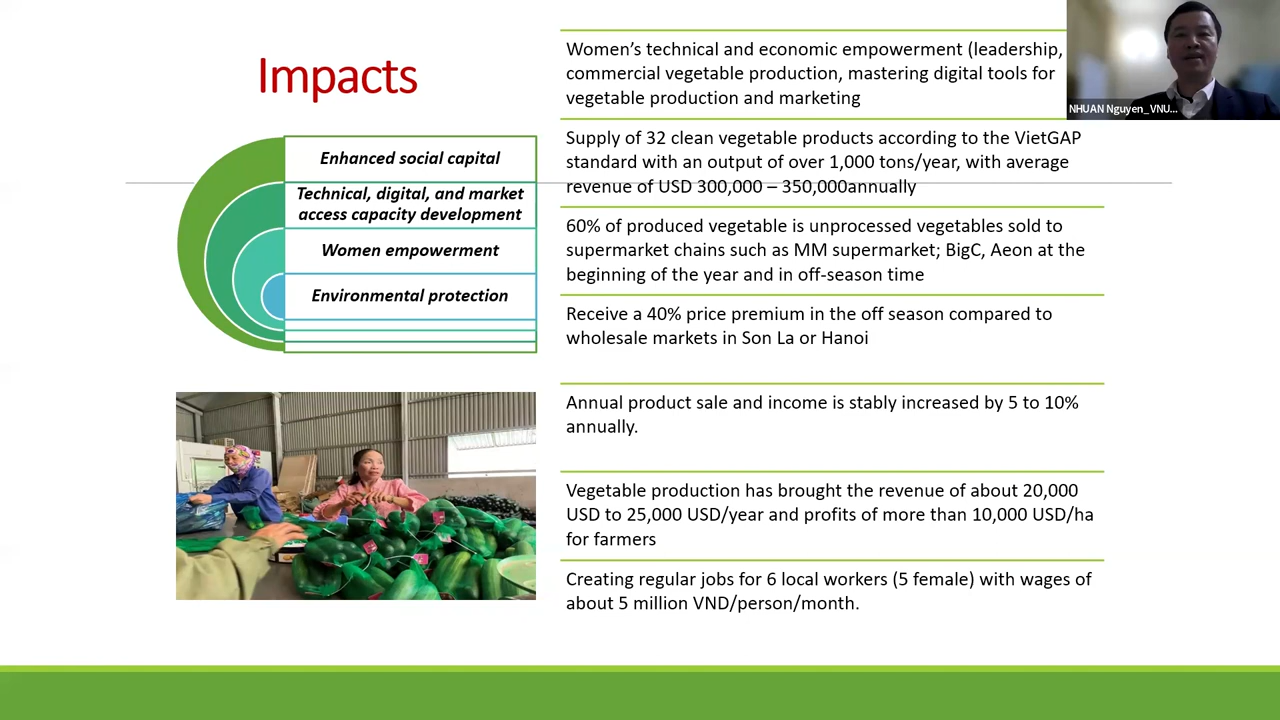 Impacts
Enhanced social capital
Technical, digital, and market
access capacity development
Women empowerment
Environmental protection
Women's technical and economic empowerment (leadership,
commercial vegetable production, mastering digital tools for
vegetable production and marketing
Supply of 32 clean vegetable products according to the VietGAP
standard with an output of over 1,000 tons/year, with average
revenue of USD 300,000 – 350,000annually
60% of produced vegetable is unprocessed vegetables sold to
supermarket chains such as MM supermarket; BigC, Aeon at the
beginning of the year and in off-season time
Receive a 40% price premium in the off season compared to
wholesale markets in Son La or Hanoi
Annual product sale and income is stably increased by 5 to 10%
annually.
Vegetable production has brought the revenue of about 20,000
USD to 25,000 USD/year and profits of more than 10,000 USD/ha
for farmers
Creating regular jobs for 6 local workers (5 female) with wages of
about 5 million VND/person/month.
NHUAN Nguyen_VNU...